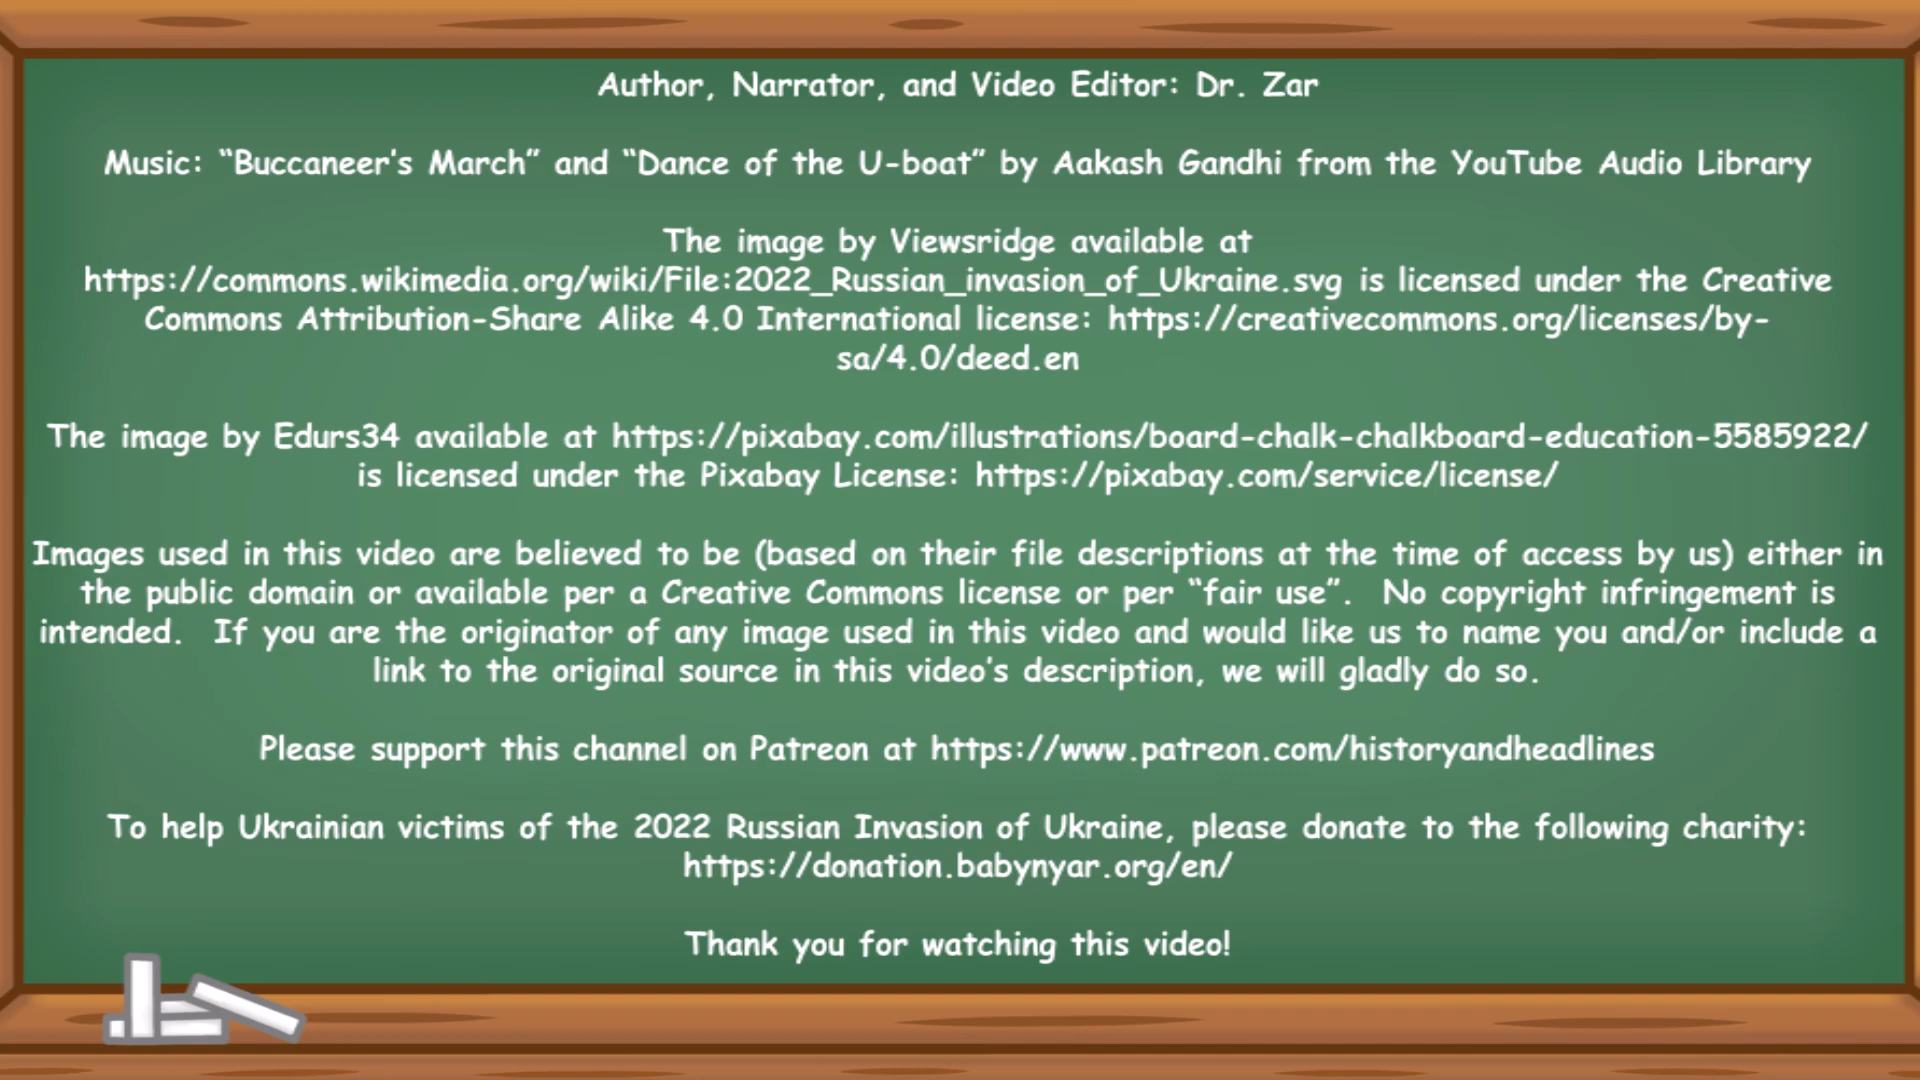 Author, Narrator, and Video Editor: Dr. Zar
Music: “Buccaneer’s March” and “Dance of the U-boat” by Aakash Gandhi from the YouTube Audio Library
The image by Viewsridge available at
https://commons.wikimedia.org/wiki/File:2022_Russian_invasion_of_Ukraine.svg is licensed under the Creative
Commons Attribution-Share Alike 4.0 International license: https://creativecommons.org/licenses/by-
sa/4.0/deed.en
The image by Edurs34 available at https://pixabay.com/illustrations/board-chalk-chalkboard-education-5585922/
is licensed under the Pixabay License: https://pixabay.com/service/license/
Images used in this video are believed to be (based on their file descriptions at the time of access by us) either in
the public domain or available per a Creative Commons license or per “fair use”.  No copyright infringement is
intended.  If you are the originator of any image used in this video and would like us to name you and/or include a
link to the original source in this video’s description, we will gladly do so.
Please support this channel on Patreon at https://www.patreon.com/historyandheadlines
To help Ukrainian victims of the 2022 Russian Invasion of Ukraine, please donate to the following charity:
https://donation.babynyar.org/en/
Thank you for watching this video!